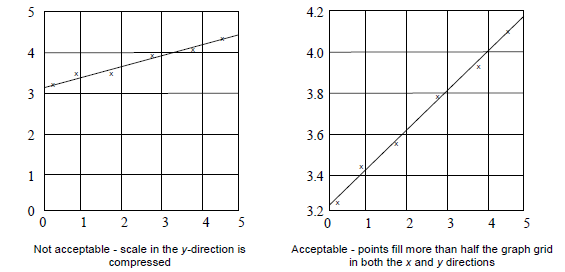 5
4
3
2
1
0
0 1 2 3 4 5
Not acceptable - scale in the y-direction is
compressed
4.2
4.0
3.8
3.6
3.4
3.2
0 1 2 3 4 5
Acceptable - points fill more than half the graph grid
in both the x and y directions